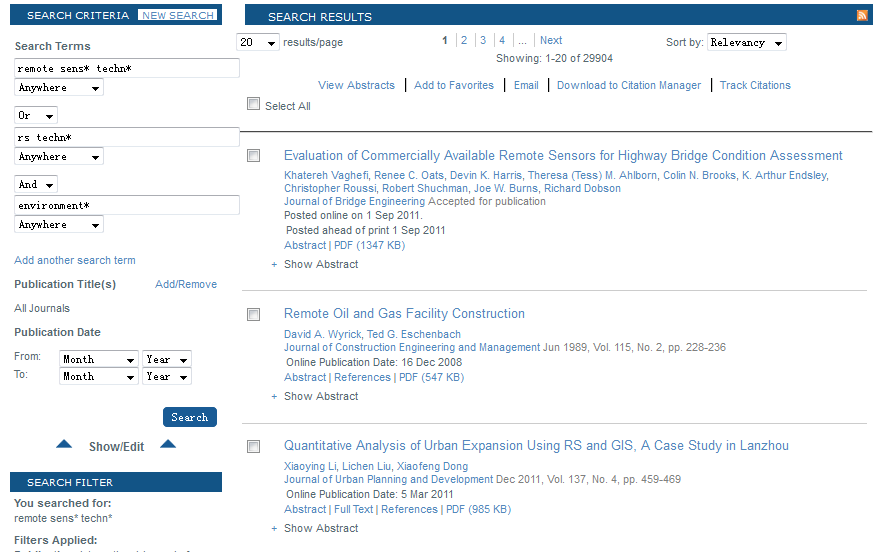 SEARCH CRITERIA NEW SEARCH
Search Terms
remote sens* techn*
Anywhere
Or
rs techn*
Anywhere
And
environment*
Anywhere
Add another search term
Publication Title(s) Add/Remove
All Journals
Publication Date
From: Month Year
To: Month Year
Search
Show/Edit
SEARCH FILTER
You searched for:
remote sens* techn*
Filters Applied:
SEARCH RESULTS
20 results/page 1 2 3 4 ... Next Sort by: Relevancy
Showing: 1-20 of 29904
View Abstracts | Add to Favorites | Email | Download to Citation Manager | Track Citations
Select All
Evaluation of Commercially Available Remote Sensors for Highway Bridge Condition Assessment
Khatereh Vaghefi, Renee C. Oats, Devin K. Harris, Theresa (Tess) M. Ahlborn, Colin N. Brooks, K. Arthur Endsley,
Christopher Roussi, Robert Shuchman, Joe W. Burns, Richard Dobson
Journal of Bridge Engineering Accepted for publication
Posted online on 1 Sep 2011.
Posted ahead of print 1 Sep 2011
Abstract | PDF (1347 KB)
+ Show Abstract
Remote Oil and Gas Facility Construction
David A. Wyrick, Ted G. Eschenbach
Journal of Construction Engineering and Management Jun 1989, Vol. 115, No. 2, pp. 228-236
Online Publication Date: 16 Dec 2008
Abstract | References | PDF (547 KB)
+ Show Abstract
Quantitative Analysis of Urban Expansion Using RS and GIS, A Case Study in Lanzhou
Xiaoying Li, Lichen Liu, Xiaofeng Dong
Journal of Urban Planning and Development Dec 2011, Vol. 137, No. 4, pp. 459-469
Online Publication Date: 5 Mar 2011
Abstract | Full Text | References | PDF (985 KB)
+ Show Abstract